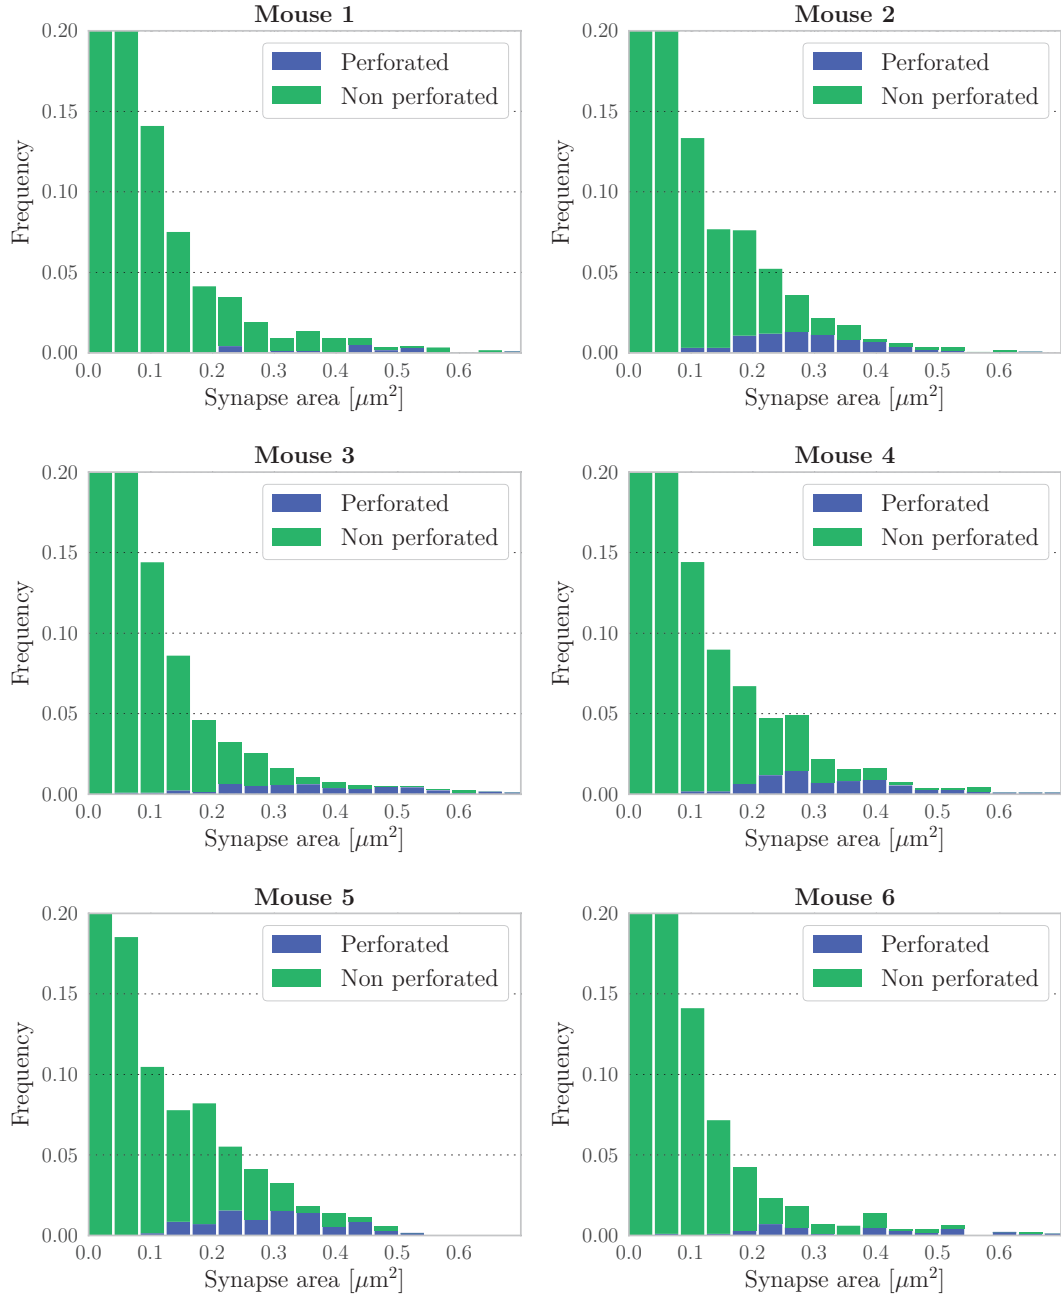 Mouse 1
0.20
0.15
0.10
0.05
0.00
Frequency
Perforated
Non perforated
0.0 0.1 0.2 0.3 0.4 0.5 0.6
Synapse area [μm²]
Mouse 2
0.20
0.15
0.10
0.05
0.00
Frequency
Perforated
Non perforated
0.0 0.1 0.2 0.3 0.4 0.5 0.6
Synapse area [μm²]
Mouse 3
0.20
0.15
0.10
0.05
0.00
Frequency
Perforated
Non perforated
0.0 0.1 0.2 0.3 0.4 0.5 0.6
Synapse area [μm²]
Mouse 4
0.20
0.15
0.10
0.05
0.00
Frequency
Perforated
Non perforated
0.0 0.1 0.2 0.3 0.4 0.5 0.6
Synapse area [μm²]
Mouse 5
0.20
0.15
0.10
0.05
0.00
Frequency
Perforated
Non perforated
0.0 0.1 0.2 0.3 0.4 0.5 0.6
Synapse area [μm²]
Mouse 6
0.20
0.15
0.10
0.05
0.00
Frequency
Perforated
Non perforated
0.0 0.1 0.2 0.3 0.4 0.5 0.6
Synapse area [μm²]